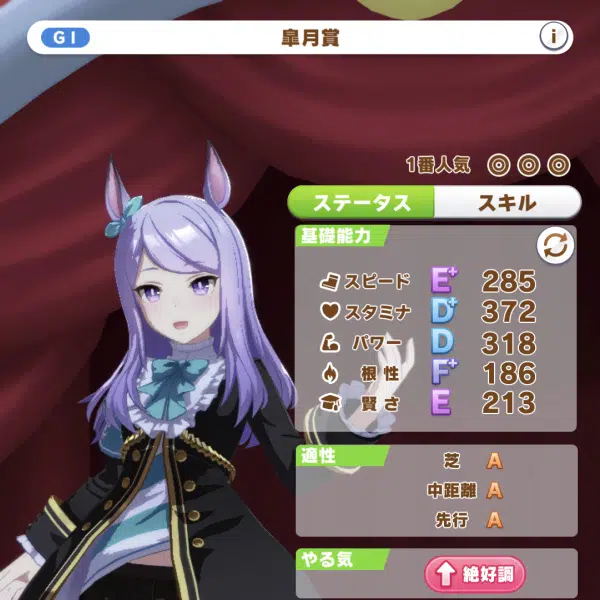 G I 皐月賞 i
1番人気 ◎ ◎ ◎
ステータス スキル
基礎能力
スピード E+ 285
スタミナ D+ 372
パワー D 318
根性 F+ 186
賢さ E 213
適性
芝 A
中距離 A
先行 A
やる気
絶好調